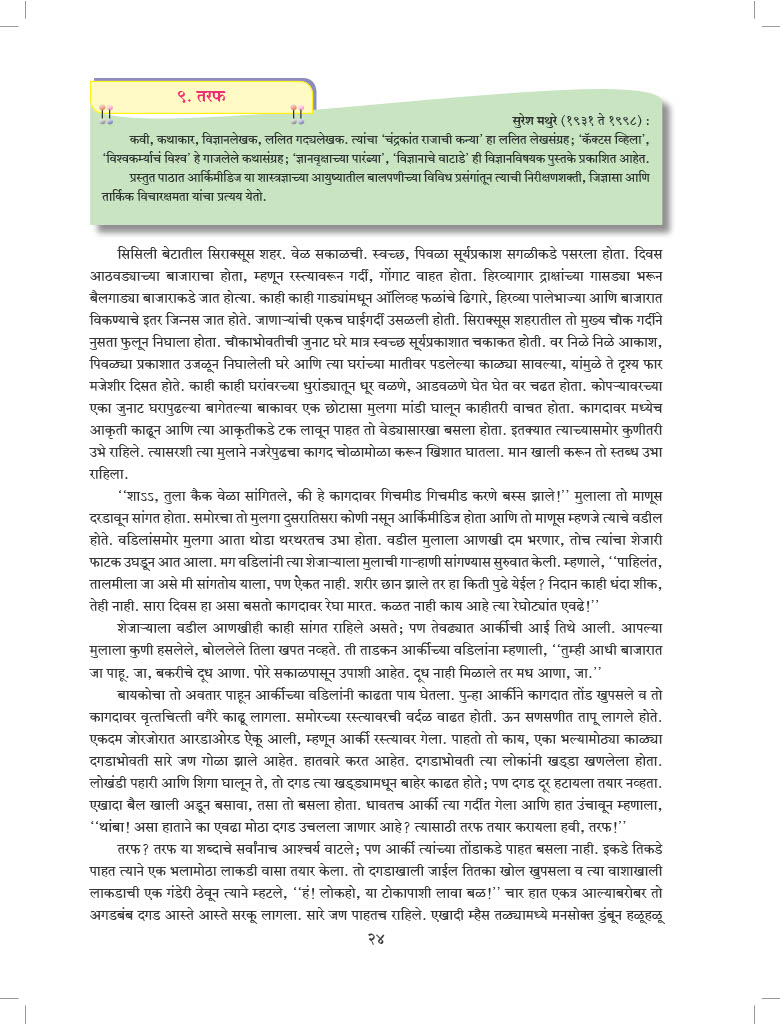 ९. तरफ
सुरेश मथुरे (१९३१ ते १९९८) :
कवी, कथाकार, विज्ञानलेखक, ललित गद्यलेखक. त्यांचा ‘चंद्रकांत राजाची कन्या’ हा ललित लेखसंग्रह; ‘कॅक्टस व्हिला’,
‘विश्वकर्म्याचं विश्व’ हे गाजलेले कथासंग्रह; ‘ज्ञानवृक्षाच्या पारंब्या’, ‘विज्ञानाचे वाटाडे’ ही विज्ञानविषयक पुस्तके प्रकाशित आहेत.
प्रस्तुत पाठात आर्किमीडिज या शास्त्रज्ञाच्या आयुष्यातील बालपणीच्या विविध प्रसंगांतून त्याची निरीक्षणशक्ती, जिज्ञासा आणि
तार्किक विचारक्षमता यांचा प्रत्यय येतो.
सिसिली बेटातील सिराक्सूस शहर. वेळ सकाळची. स्वच्छ, पिवळा सूर्यप्रकाश सगळीकडे पसरला होता. दिवस
आठवड्याच्या बाजाराचा होता, म्हणून रस्त्यावरून गर्दी, गोंगाट वाहत होता. हिरव्यागार द्राक्षांच्या गासड्या भरून
बैलगाड्या बाजाराकडे जात होत्या. काही काही गाड्यांमधून ऑलिव्ह फळांचे ढिगारे, हिरव्या पालेभाज्या आणि बाजारात
विकण्याचे इतर जिन्नस जात होते. जाणाऱ्यांची एकच घाईगर्दी उसळली होती. सिराक्सूस शहरातील तो मुख्य चौक गर्दीने
नुसता फुलून निघाला होता. चौकाभोवतीची जुनाट घरे मात्र स्वच्छ सूर्यप्रकाशात चकाकत होती. वर निळे निळे आकाश,
पिवळ्या प्रकाशात उजळून निघालेली घरे आणि त्या घरांच्या मातीवर पडलेल्या काळ्या सावल्या, यांमुळे ते दृश्य फार
मजेशीर दिसत होते. काही काही घरांवरच्या धुरांड्यातून धूर वळणे, आडवळणे घेत घेत वर चढत होता. कोपऱ्यावरच्या
एका जुनाट घरापुढल्या बागेतल्या बाकावर एक छोटासा मुलगा मांडी घालून काहीतरी वाचत होता. कागदावर मध्येच
आकृती काढून आणि त्या आकृतीकडे टक लावून पाहत तो वेड्यासारखा बसला होता. इतक्यात त्याच्यासमोर कुणीतरी
उभे राहिले. त्यासरशी त्या मुलाने नजरेपुढचा कागद चोळामोळा करून खिशात घातला. मान खाली करून तो स्तब्ध उभा
राहिला.
‘‘शाऽऽ, तुला कैक वेळा सांगितले, की हे कागदावर गिचमीड गिचमीड करणे बस्स झाले!’’ मुलाला तो माणूस
दरडावून सांगत होता. समोरचा तो मुलगा दुसरातिसरा कोणी नसून आर्किमीडिज होता आणि तो माणूस म्हणजे त्याचे वडील
होते. वडिलांसमोर मुलगा आता थोडा थरथरतच उभा होता. वडील मुलाला आणखी दम भरणार, तोच त्यांचा शेजारी
फाटक उघडून आत आला. मग वडिलांनी त्या शेजाऱ्याला मुलाची गाऱ्हाणी सांगण्यास सुरुवात केली. म्हणाले, ‘‘पाहिलंत,
तालमीला जा असे मी सांगतोय याला, पण ऐकत नाही. शरीर छान झाले तर हा किती पुढे येईल? निदान काही धंदा शीक,
तेही नाही. सारा दिवस हा असा बसतो कागदावर रेघा मारत. कळत नाही काय आहे त्या रेघोट्यांत एवढे!’’
शेजाऱ्याला वडील आणखीही काही सांगत राहिले असते; पण तेवढ्यात आर्कीची आई तिथे आली. आपल्या
मुलाला कुणी हसलेले, बोललेले तिला खपत नव्हते. ती ताडकन आर्कीच्या वडिलांना म्हणाली, ‘‘तुम्ही आधी बाजारात
जा पाहू. जा, बकरीचे दूध आणा. पोरे सकाळपासून उपाशी आहेत. दूध नाही मिळाले तर मध आणा, जा.’’
बायकोचा तो अवतार पाहून आर्कीच्या वडिलांनी काढता पाय घेतला. पुन्हा आर्कीने कागदात तोंड खुपसले व तो
कागदावर वृत्तचित्ती वगैरे काढू लागला. समोरच्या रस्त्यावरची वर्दळ वाढत होती. ऊन सणसणीत तापू लागले होते.
एकदम जोरजोरात आरडाओरड ऐकू आली, म्हणून आर्की रस्त्यावर गेला. पाहतो तो काय, एका भल्यामोठ्या काळ्या
दगडाभोवती सारे जण गोळा झाले आहेत. हातवारे करत आहेत. दगडाभोवती त्या लोकांनी खड्डा खणलेला होता.
लोखंडी पहारी आणि शिगा घालून ते, तो दगड त्या खड्ड्यामधून बाहेर काढत होते; पण दगड दूर हटायला तयार नव्हता.
एखादा बैल खाली अडून बसावा, तसा तो बसला होता. धावतच आर्की त्या गर्दीत गेला आणि हात उंचावून म्हणाला,
‘‘थांबा! असा हाताने का एवढा मोठा दगड उचलला जाणार आहे? त्यासाठी तरफ तयार करायला हवी, तरफ!’’
तरफ? तरफ या शब्दाचे सर्वांनाच आश्चर्य वाटले; पण आर्की त्यांच्या तोंडाकडे पाहत बसला नाही. इकडे तिकडे
पाहत त्याने एक भलामोठा लाकडी वासा तयार केला. तो दगडाखाली जाईल तितका खोल खुपसला व त्या वाशाखाली
लाकडाची एक गंडेरी ठेवून त्याने म्हटले, ‘‘हं! लोकहो, या टोकापाशी लावा बळ!’’ चार हात एकत्र आल्याबरोबर तो
अगडबंब दगड आस्ते आस्ते सरकू लागला. सारे जण पाहतच राहिले. एखादी म्हैस तळ्यामध्ये मनसोक्त डुंबून हळूहळू
२४